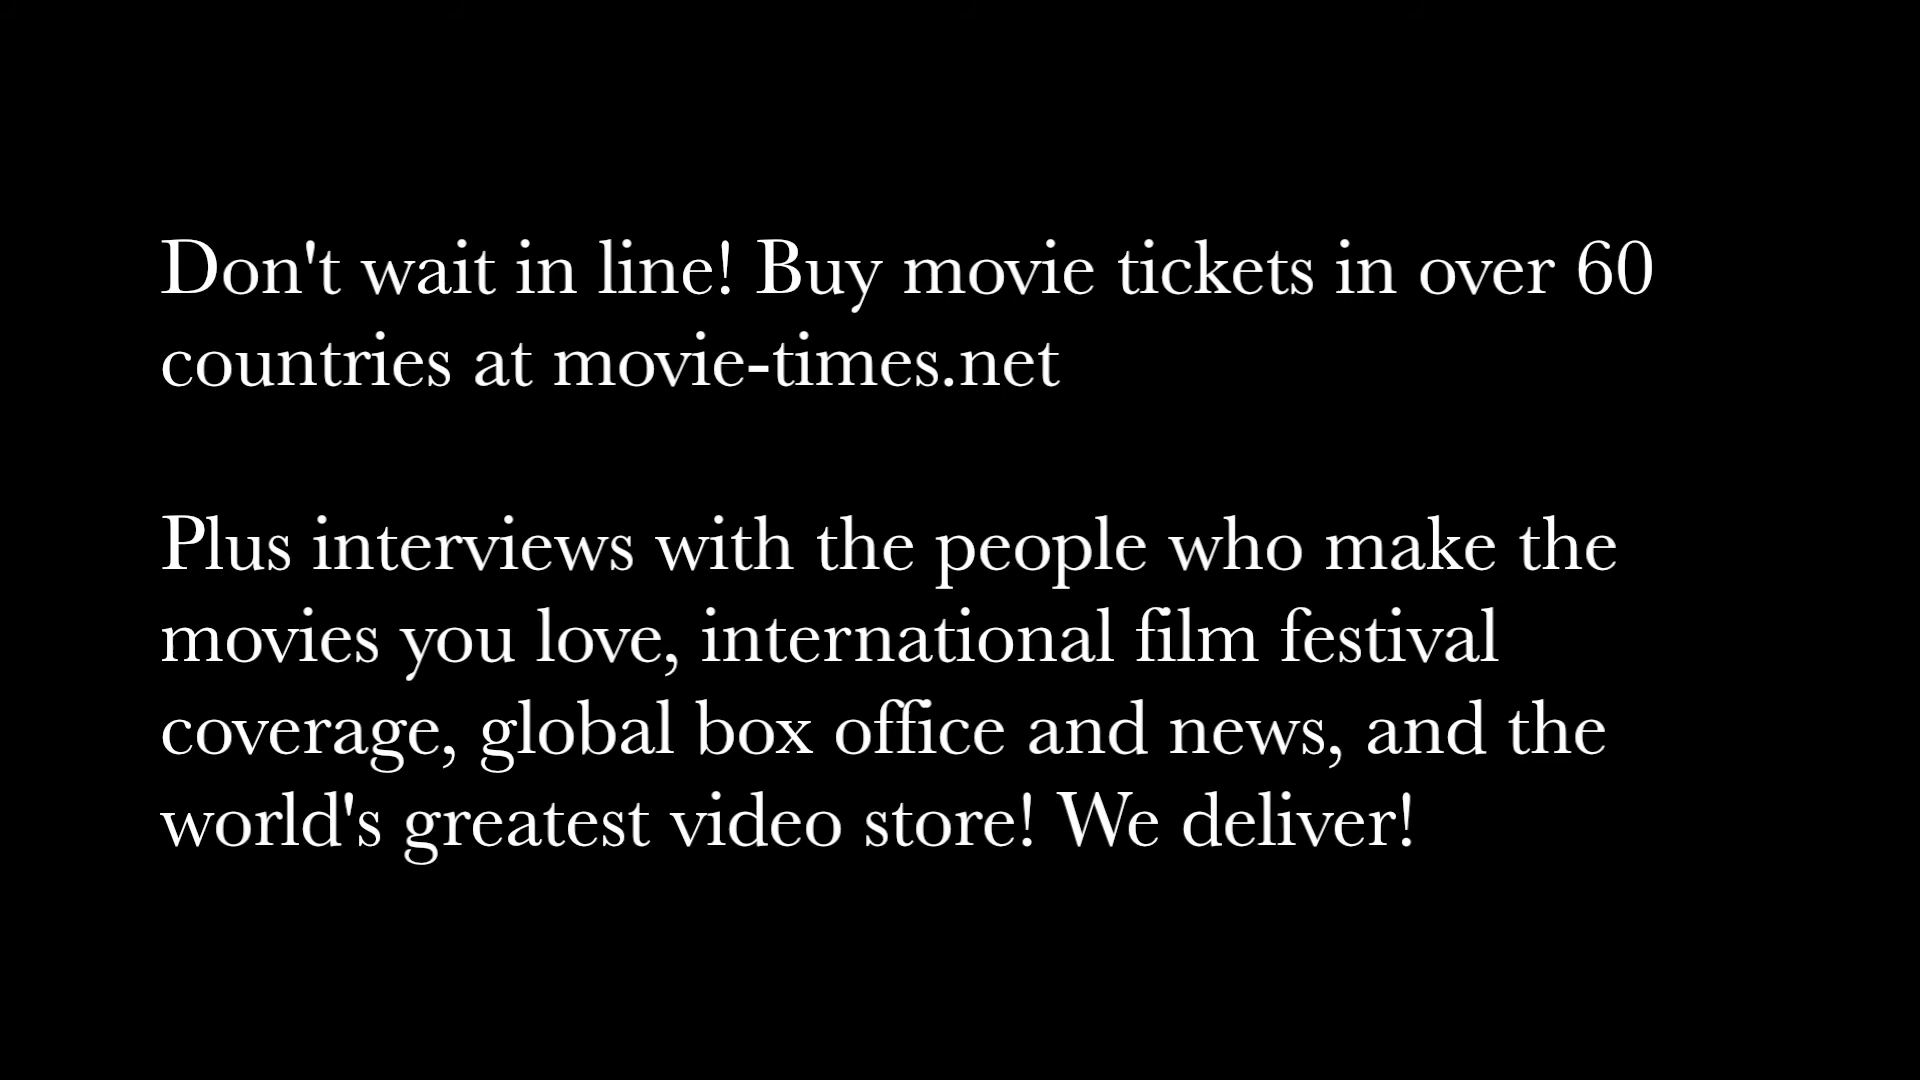 Don't wait in line! Buy movie tickets in over 60
countries at movie-times.net
Plus interviews with the people who make the
movies you love, international film festival
coverage, global box office and news, and the
world's greatest video store! We deliver!